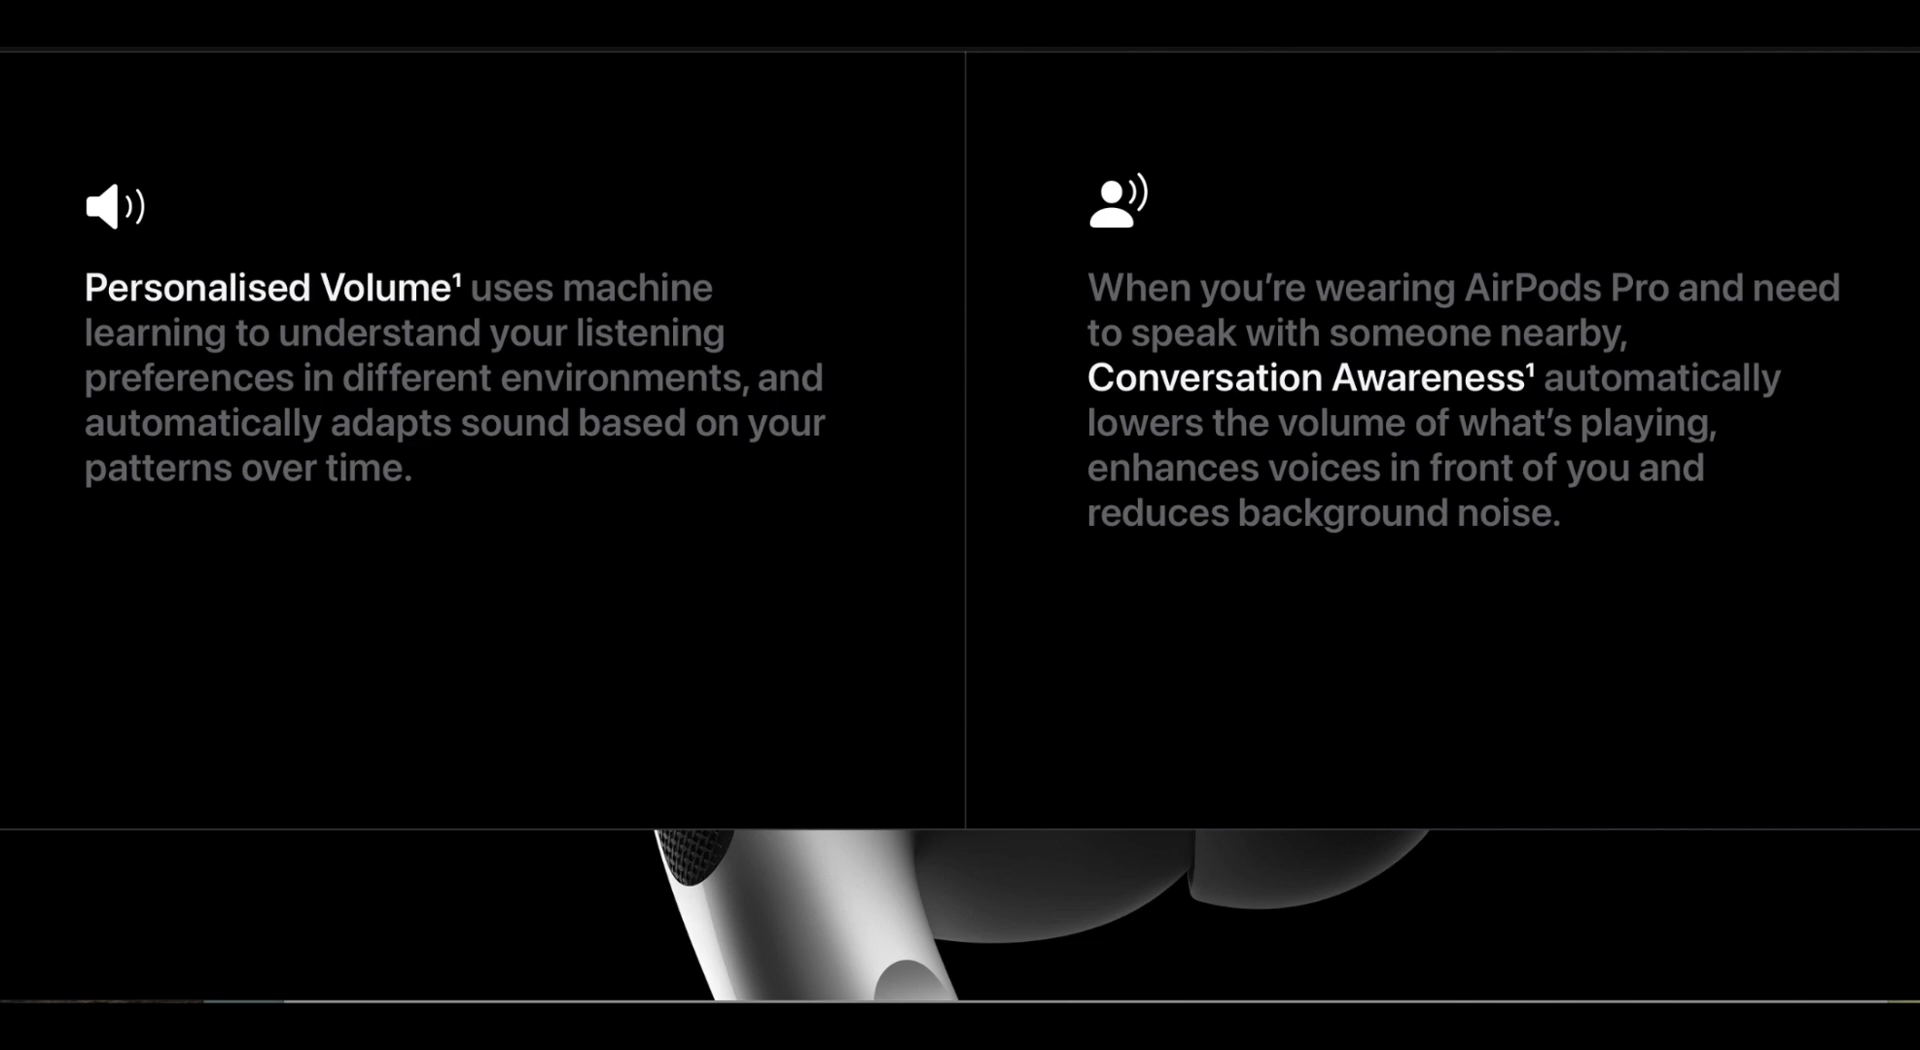 Personalised Volume¹ uses machine
learning to understand your listening
preferences in different environments, and
automatically adapts sound based on your
patterns over time.
When you’re wearing AirPods Pro and need
to speak with someone nearby,
Conversation Awareness¹ automatically
lowers the volume of what’s playing,
enhances voices in front of you and
reduces background noise.